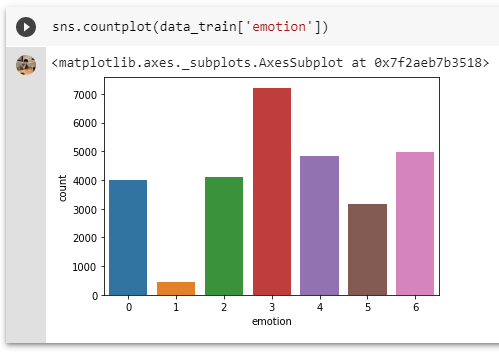 sns.countplot(data_train['emotion'])
<matplotlib.axes._subplots.AxesSubplot at 0x7f2aeb7b3518>
7000
6000
5000
4000
3000
2000
1000
0
count
0 1 2 3 4 5 6
emotion